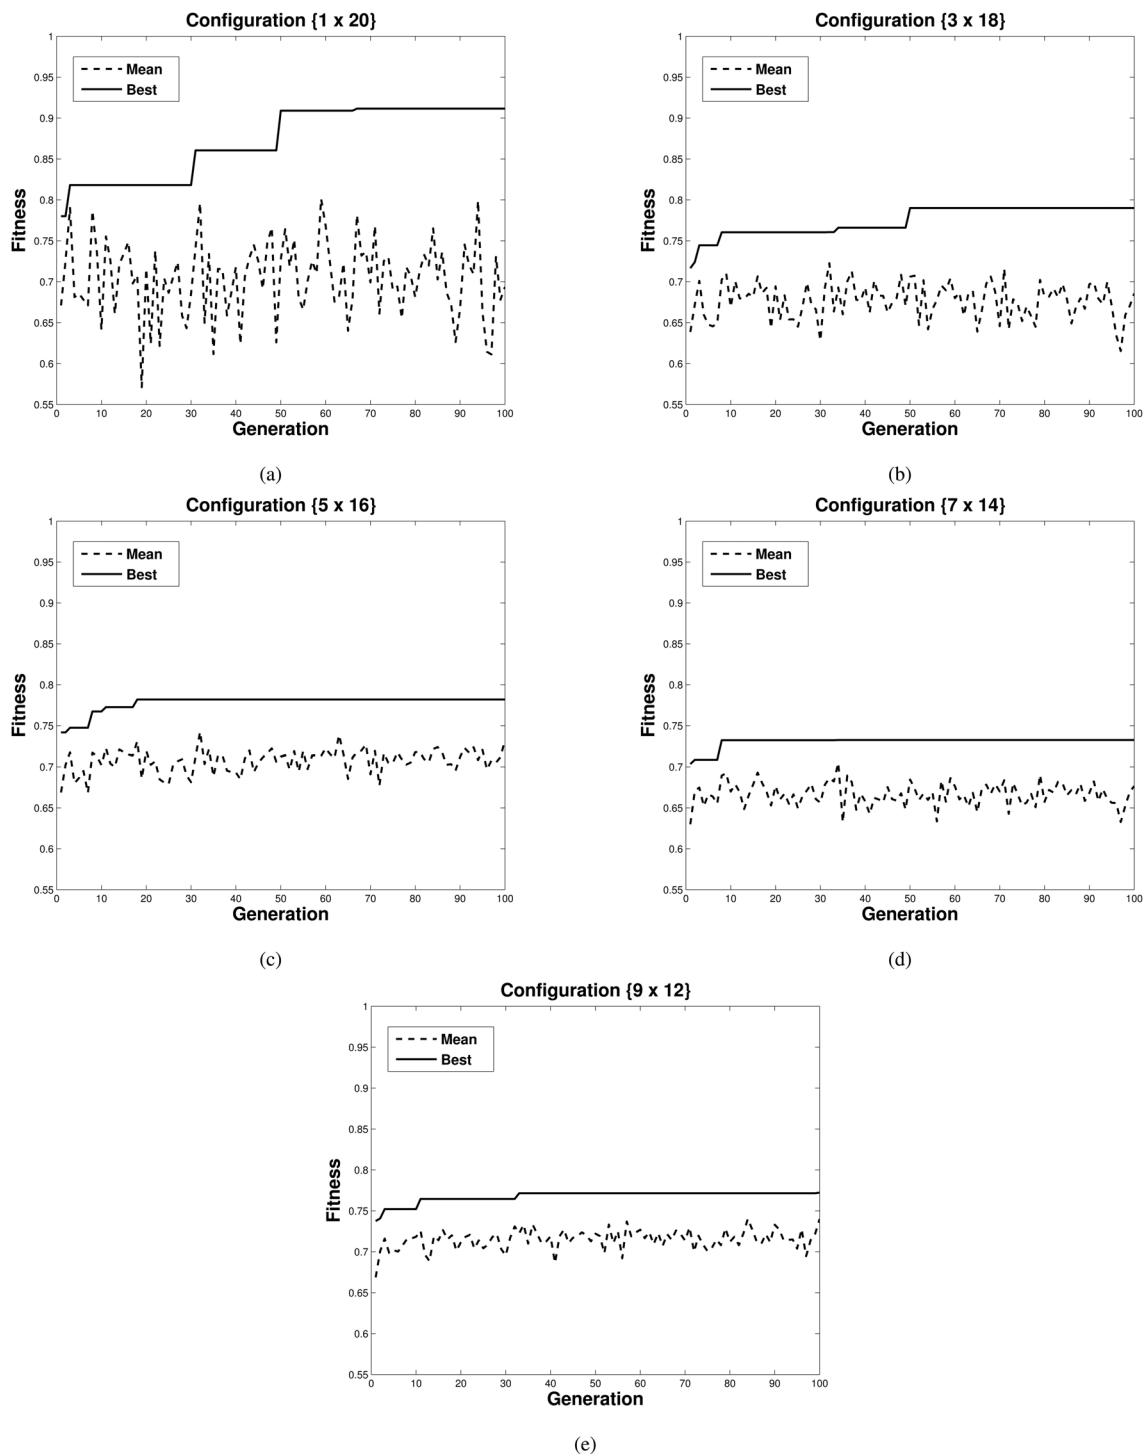 Configuration {1 x 20}
1
0.95
0.9
0.85
0.8
0.75
0.7
0.65
0.6
0.55
Fitness
Mean
Best
0 10 20 30 40 50 60 70 80 90 100
Generation
(a)
Configuration {3 x 18}
1
0.95
0.9
0.85
0.8
0.75
0.7
0.65
0.6
0.55
Fitness
Mean
Best
0 10 20 30 40 50 60 70 80 90 100
Generation
(b)
Configuration {5 x 16}
1
0.95
0.9
0.85
0.8
0.75
0.7
0.65
0.6
0.55
Fitness
Mean
Best
0 10 20 30 40 50 60 70 80 90 100
Generation
(c)
Configuration {7 x 14}
1
0.95
0.9
0.85
0.8
0.75
0.7
0.65
0.6
0.55
Fitness
Mean
Best
0 10 20 30 40 50 60 70 80 90 100
Generation
(d)
Configuration {9 x 12}
1
0.95
0.9
0.85
0.8
0.75
0.7
0.65
0.6
0.55
Fitness
Mean
Best
0 10 20 30 40 50 60 70 80 90 100
Generation
(e)